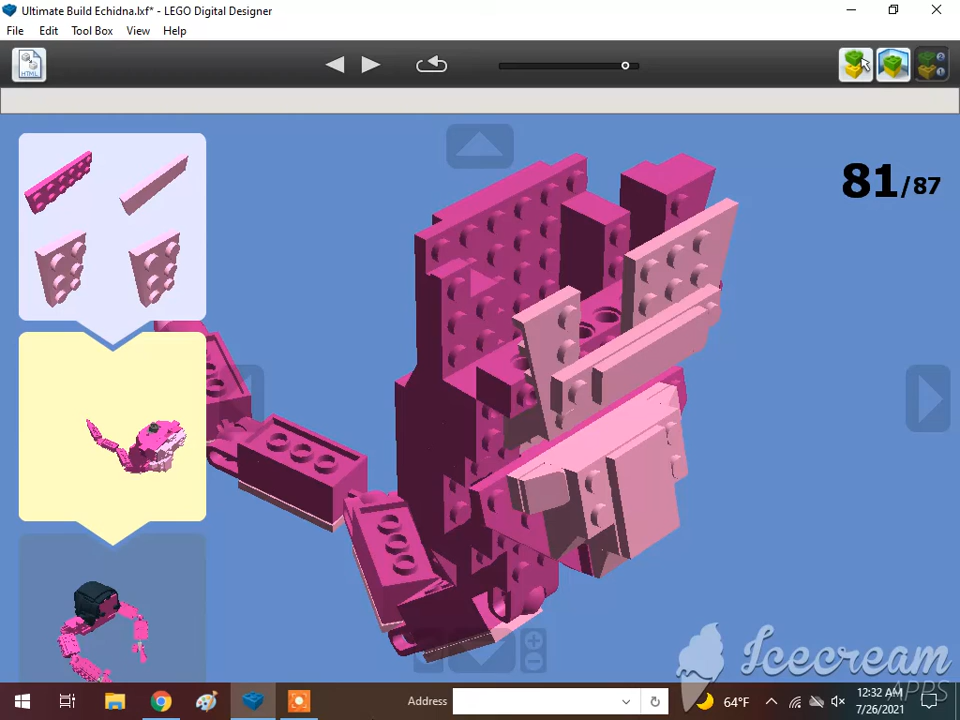 Ultimate Build Echidna.lxf* - LEGO Digital Designer
File Edit Tool Box View Help
HTML
81/87
Icecream
APPS
Address
64°F
12:32 AM
7/26/2021